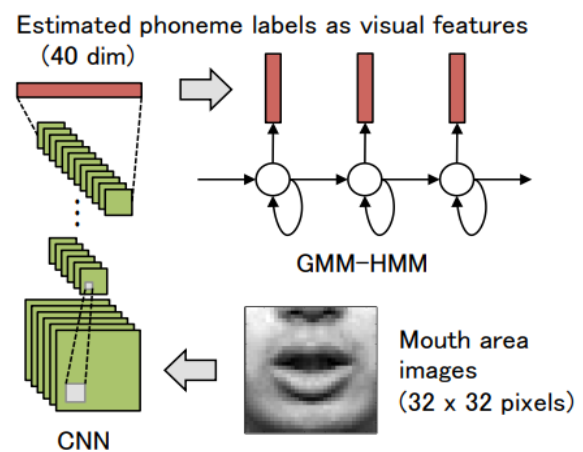 Estimated phoneme labels as visual features
(40 dim)
GMM-HMM
Mouth area
images
(32 x 32 pixels)
CNN